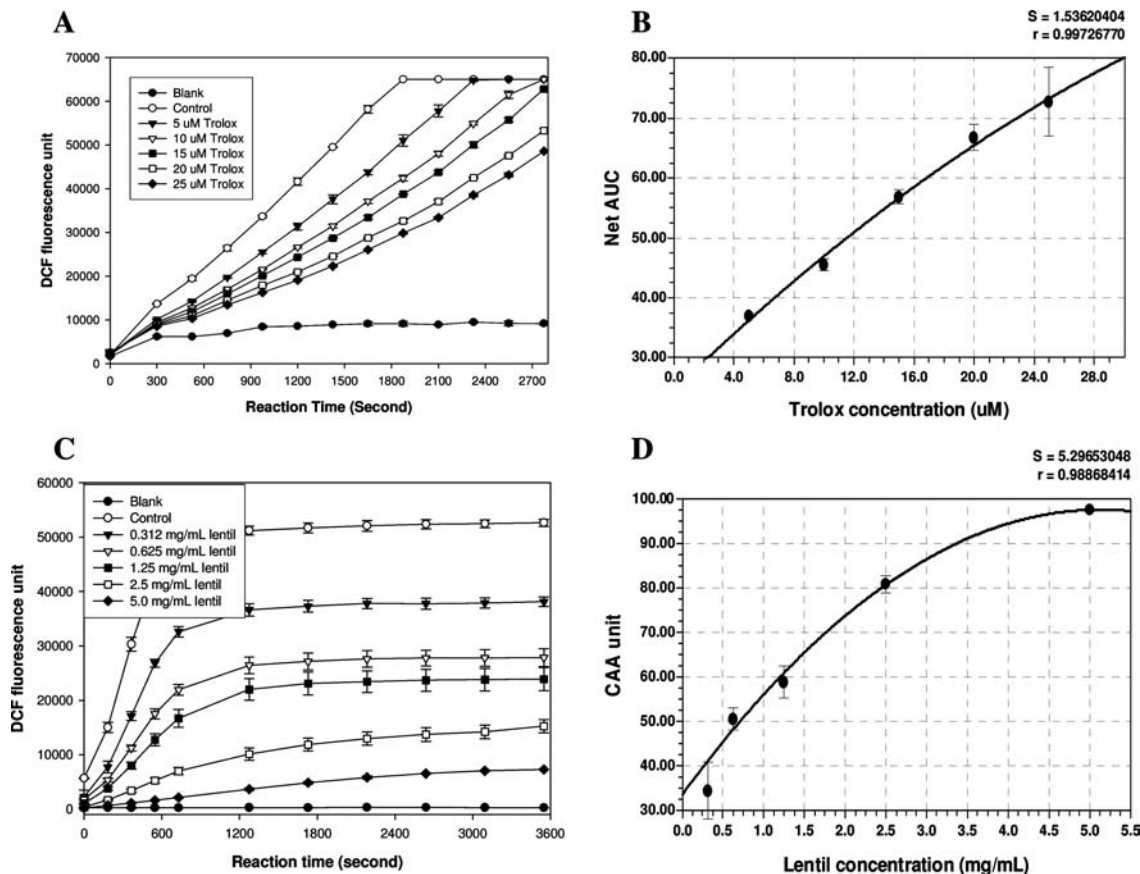 A
DCF fluorescence unit
70000
60000
50000
40000
30000
20000
10000
0
Blank
Control
5 uM Trolox
10 uM Trolox
15 uM Trolox
20 uM Trolox
25 uM Trolox
0 300 600 900 1200 1500 1800 2100 2400 2700
Reaction Time (Second)
B
S = 1.53620404
r = 0.99726770
Net AUC
80.00
70.00
60.00
50.00
40.00
30.00
0.0 4.0 8.0 12.0 16.0 20.0 24.0 28.0
Trolox concentration (uM)
C
DCF fluorescence unit
60000
50000
40000
30000
20000
10000
0
Blank
Control
0.312 mg/mL lentil
0.625 mg/mL lentil
1.25 mg/mL lentil
2.5 mg/mL lentil
5.0 mg/mL lentil
0 600 1200 1800 2400 3000 3600
Reaction time (second)
D
S = 5.29653048
r = 0.98868414
CAA unit
100.00
90.00
80.00
70.00
60.00
50.00
40.00
30.00
0.0 0.5 1.0 1.5 2.0 2.5 3.0 3.5 4.0 4.5 5.0 5.5
Lentil concentration (mg/mL)